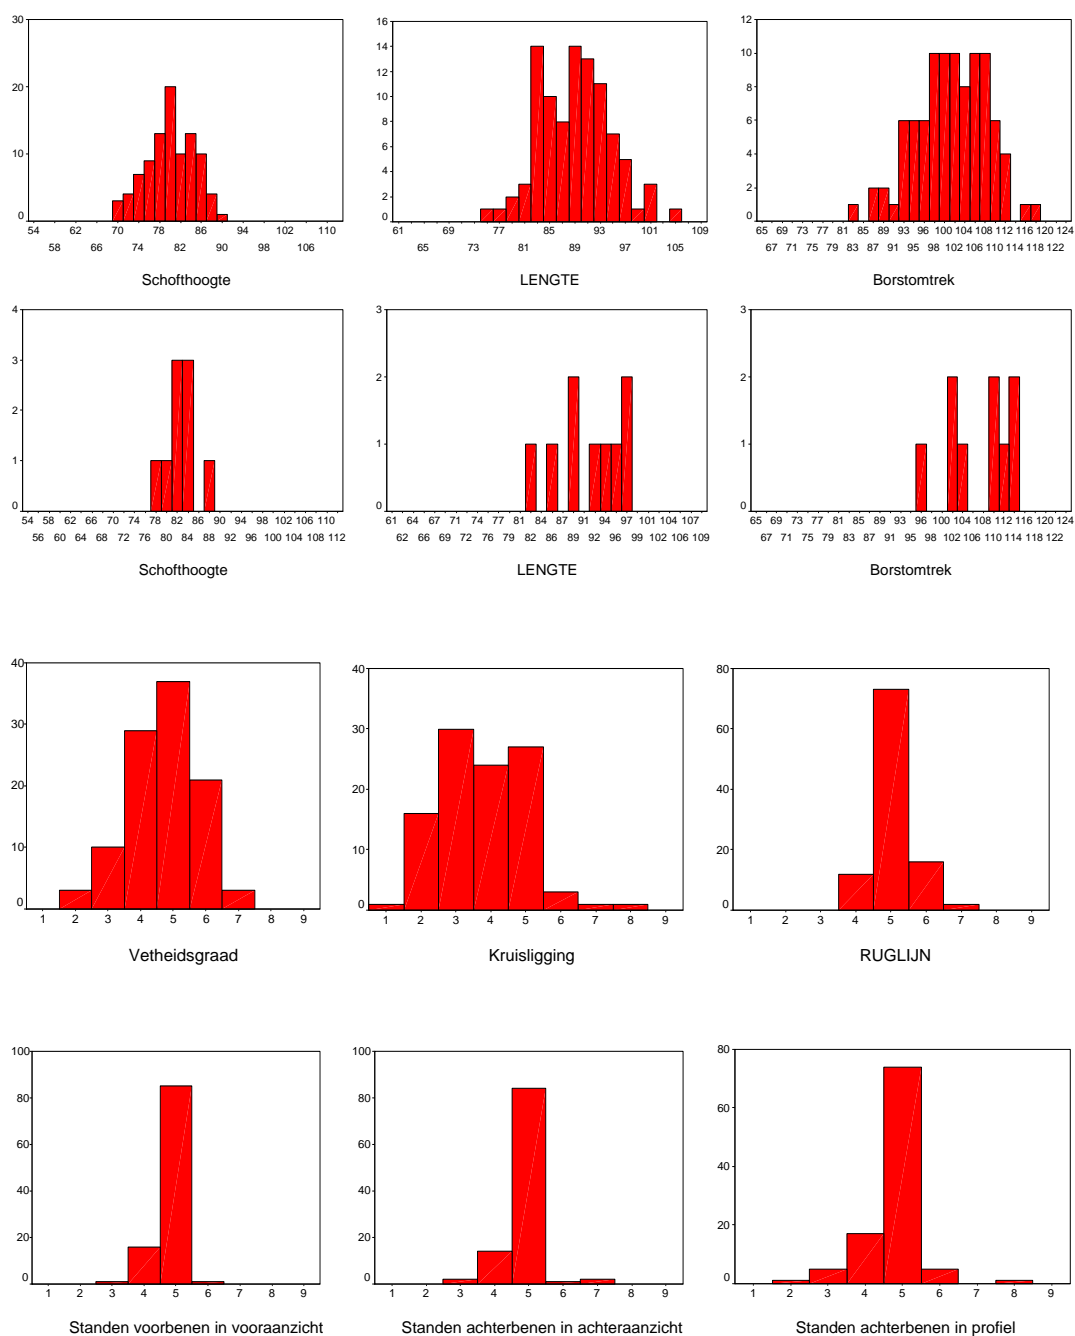 30
20
10
0
54 62 70 74 78 82 86 90 94 102 110
58 66 74 82 90 98 106
Schofthoogte
16
14
12
10
8
6
4
2
0
61 69 77 85 89 93 101 109
65 73 81 89 97 105
LENGTE
12
10
8
6
4
2
0
65 69 73 77 81 85 89 93 96 100 104 108 112 116 120 124
67 71 75 79 83 87 91 95 98 102 106 110 114 118 122
Borstomtrek
4
3
2
1
0
54 58 62 66 70 74 78 82 86 90 94 98 102 106 110
56 60 64 68 72 76 80 84 88 92 96 100 104 108 112
Schofthoogte
3
2
1
0
61 64 67 71 74 77 81 84 87 91 94 97 101 104 107
62 66 69 72 76 79 82 86 89 92 96 99 102 106 109
LENGTE
3
2
1
0
65 69 73 77 81 85 89 93 96 100 104 108 112 116 120 124
67 71 75 79 83 87 91 95 98 102 106 110 114 118 122
Borstomtrek
40
30
20
10
0
1 2 3 4 5 6 7 8 9
Vetheidsgraad
40
30
20
10
0
1 2 3 4 5 6 7 8 9
Kruisligging
80
60
40
20
0
1 2 3 4 5 6 7 8 9
RUGLIJN
100
80
60
40
20
0
1 2 3 4 5 6 7 8 9
Standen voorbenen in vooraanzicht
100
80
60
40
20
0
1 2 3 4 5 6 7 8 9
Standen achterbenen in achteraanzicht
80
60
40
20
0
1 2 3 4 5 6 7 8 9
Standen achterbenen in profiel